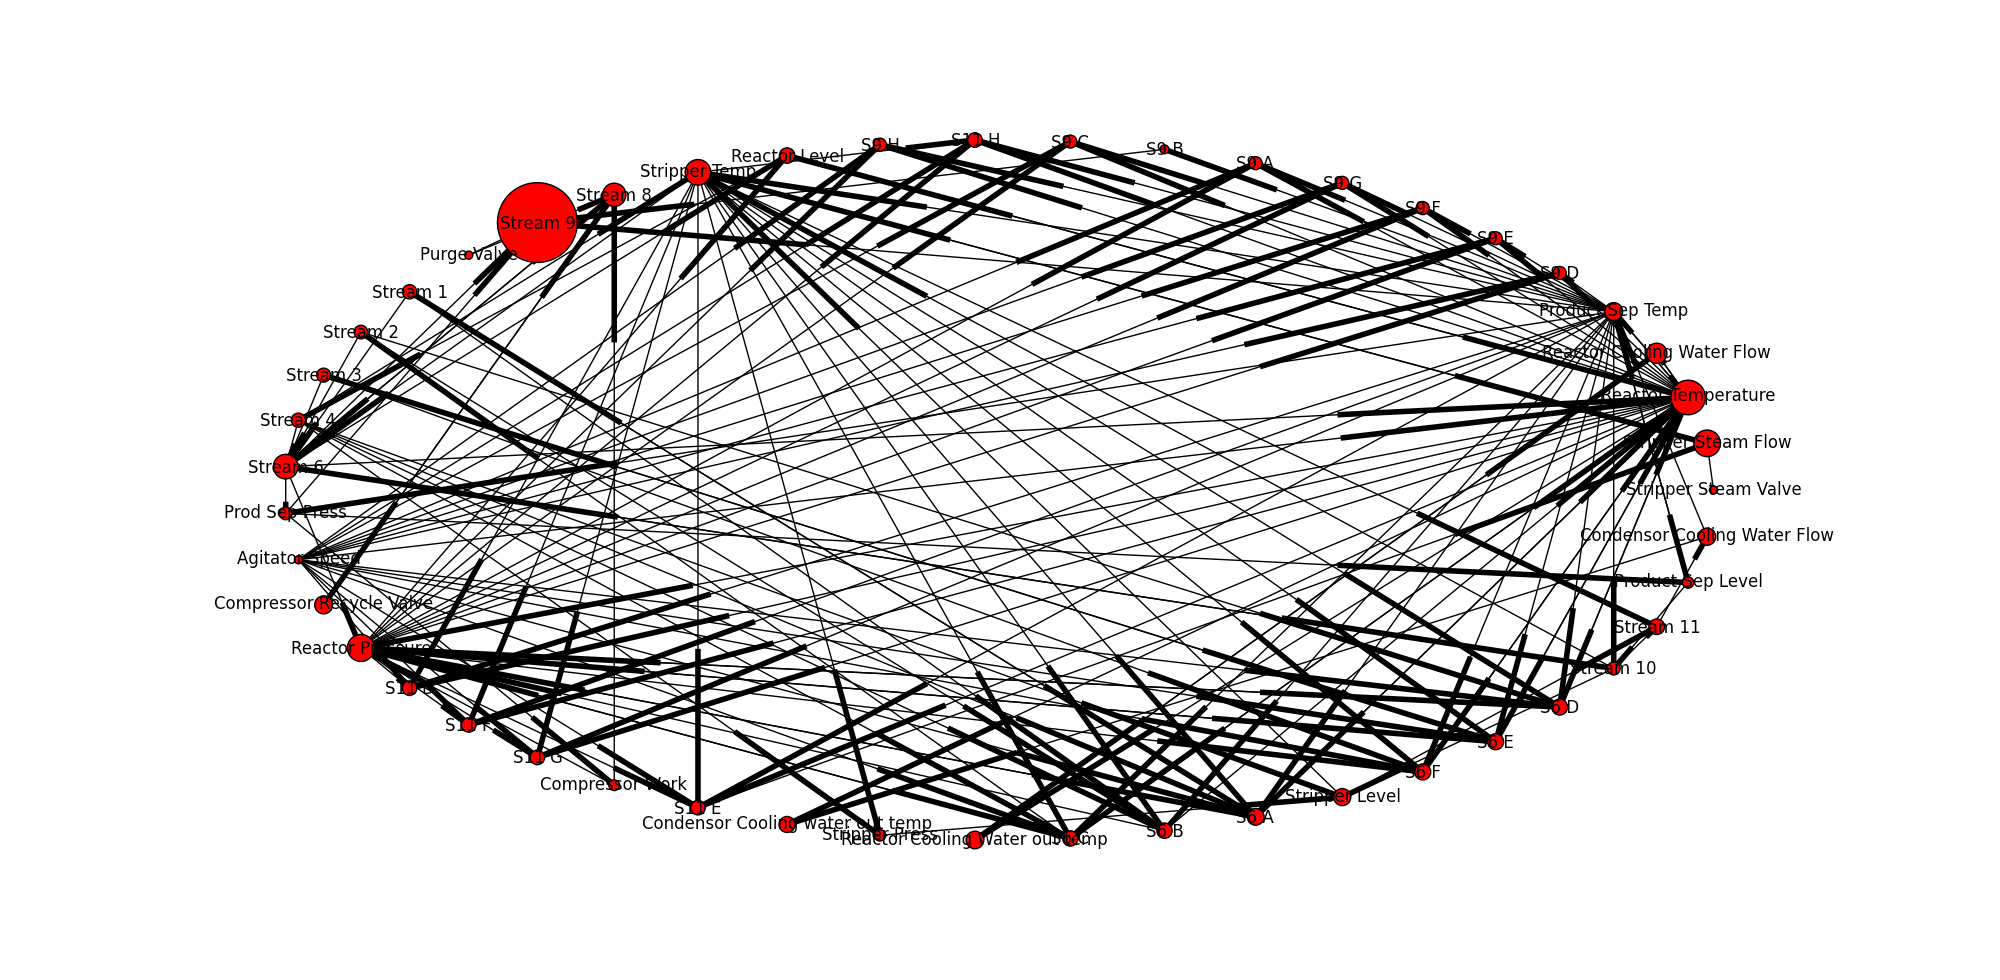 S11 H
S9 H
S9 C
S9 B
Reactor Level
S9 A
Stripper Temp
S9 G
Stream 8
S9 F
Stream 9
S9 E
Purge Valve
S9 D
Stream 1
Product Sep Temp
Stream 2
Reactor Cooling Water Flow
Stream 3
Reactor Temperature
Stream 4
Stripper Steam Flow
Stream 6
Stripper Steam Valve
Prod Sep Press
Condensor Cooling Water Flow
Agitator Speed
Product Sep Level
Compressor Recycle Valve
Stream 11
Reactor Pressure
Stream 10
S11 D
S6 D
S11 F
S6 E
S11 G
S6 F
Compressor Work
Stripper Level
S11 E
S6 A
Condensor Cooling water out temp
S6 B
Stripper Press
Reactor Cooling Water out temp